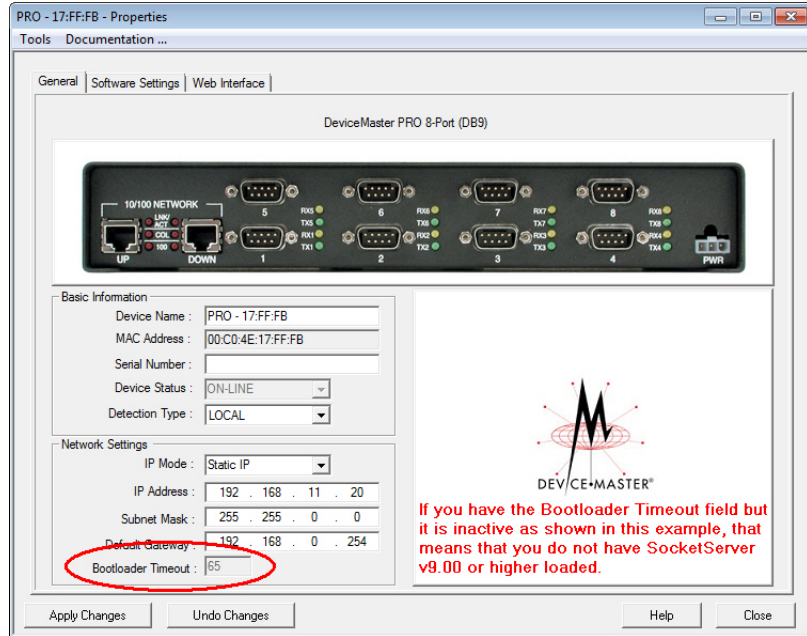 PRO - 17:FF:FB - Properties
Tools Documentation ...
General Software Settings Web Interface
DeviceMaster PRO 8-Port (DB9)
10/100 NETWORK
LNK/
ACT
COL
100
UP DOWN
5 RX5
TX5
RX1
TX1
1
6 RX6
TX6
RX2
TX2
2
7 RX7
TX7
RX3
TX3
3
8 RX8
TX8
RX4
TX4
4
PWR
Basic Information
Device Name : PRO - 17:FF:FB
MAC Address : 00:C0:4E:17:FF:FB
Serial Number :
Device Status : ON-LINE
Detection Type : LOCAL
Network Settings
IP Mode : Static IP
IP Address : 192 . 168 . 11 . 20
Subnet Mask : 255 . 255 . 0 . 0
Default Gateway : 192 . 168 . 0 . 254
Bootloader Timeout : 65
DEVICE•MASTER®
If you have the Bootloader Timeout field but
it is inactive as shown in this example, that
means that you do not have SocketServer
v9.00 or higher loaded.
Apply Changes Undo Changes Help Close